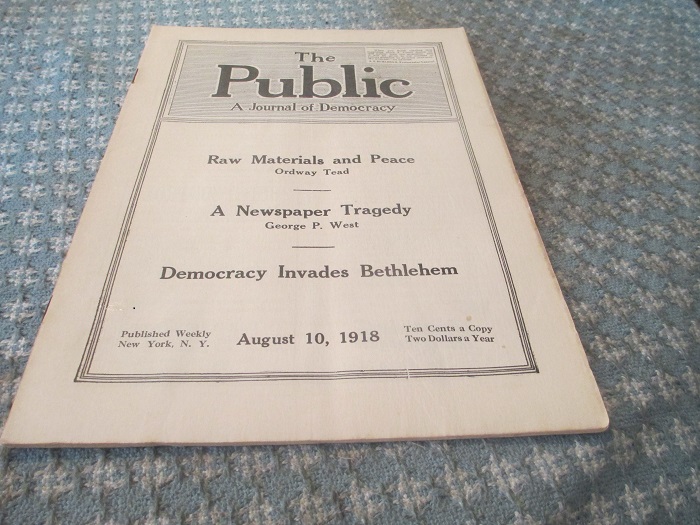 The
Public
A Journal of Democracy
Raw Materials and Peace
Ordway Tead
A Newspaper Tragedy
George P. West
Democracy Invades Bethlehem
Published Weekly
New York, N. Y.
August 10, 1918
Ten Cents a Copy
Two Dollars a Year